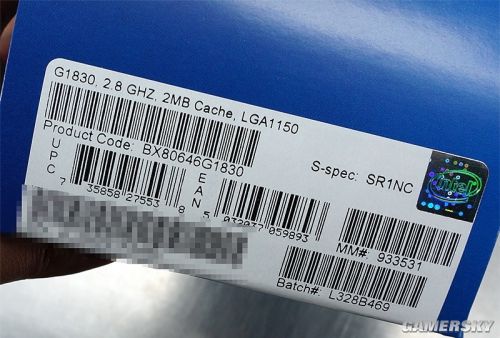 G1830, 2.8 GHZ, 2MB Cache, LGA1150
Product Code: BX80646G1830
S-spec: SR1NC
UPC
7 35858 27553 8
EAN
5 032037 059893
MM#: 933531
Batch#: L328B469
intel
GAMERSKY